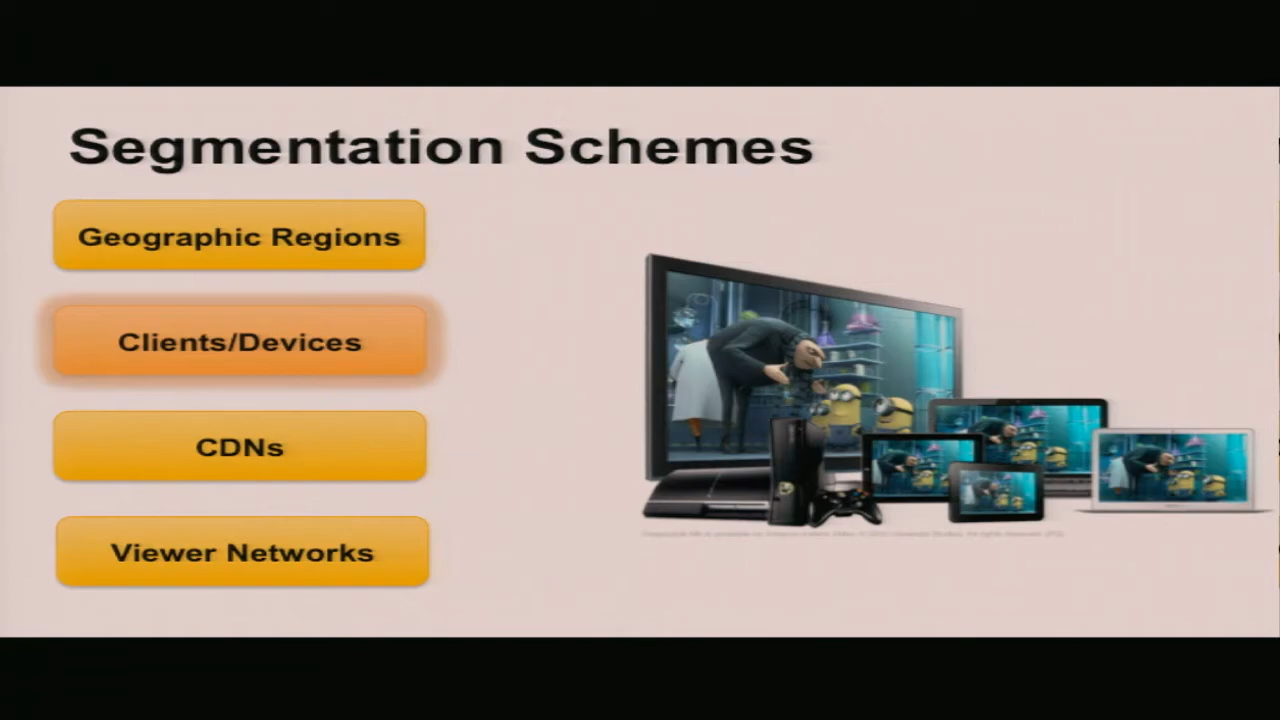 Segmentation Schemes
Geographic Regions
Clients/Devices
CDNs
Viewer Networks